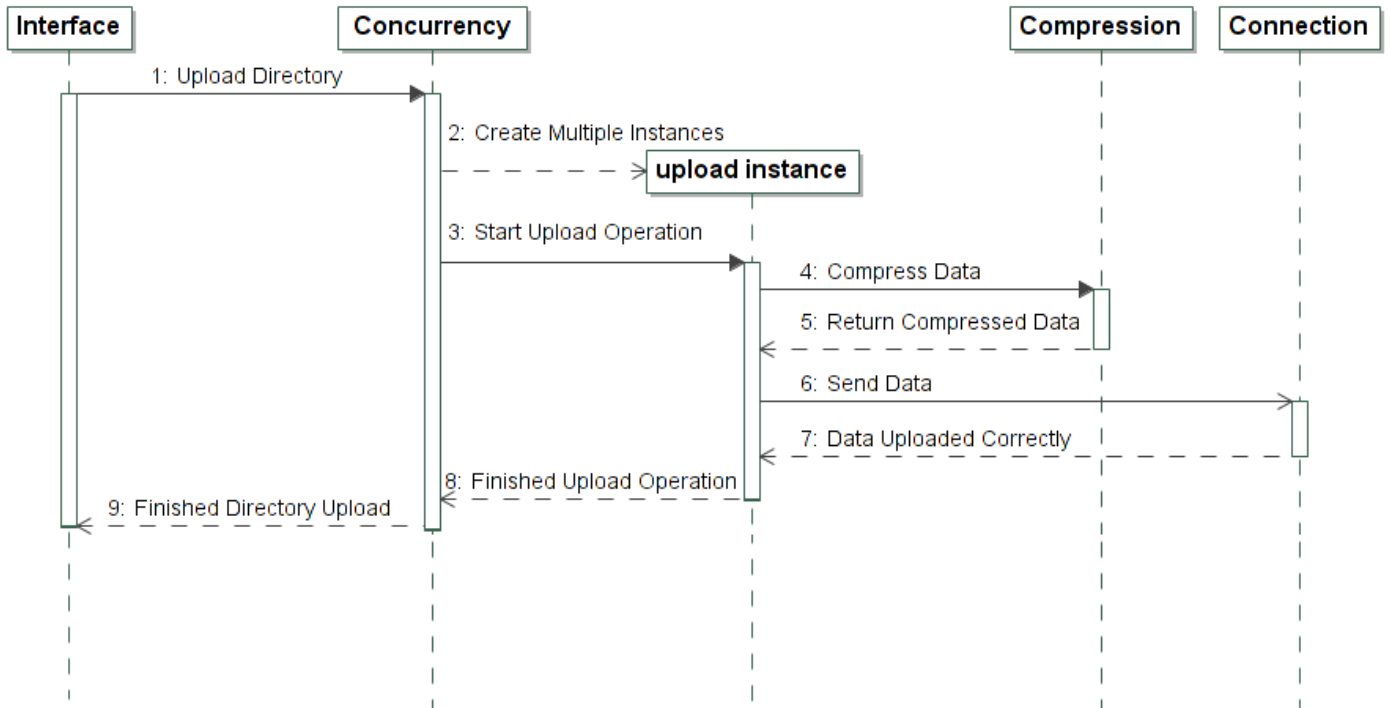 Interface
Concurrency
Compression
Connection
1: Upload Directory
2: Create Multiple Instances
upload instance
3: Start Upload Operation
4: Compress Data
5: Return Compressed Data
6: Send Data
7: Data Uploaded Correctly
8: Finished Upload Operation
9: Finished Directory Upload